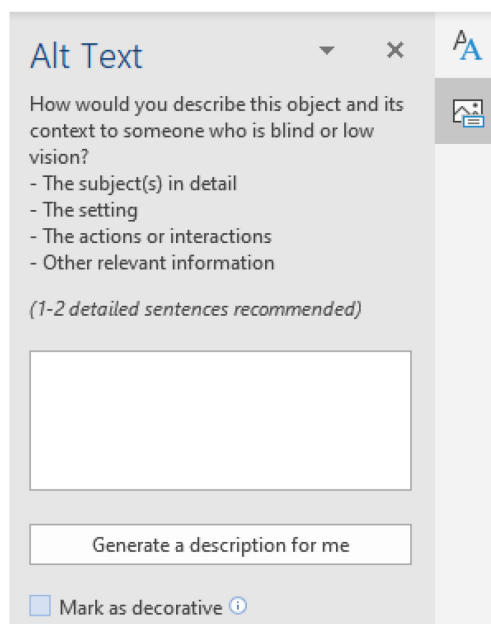 Alt Text
How would you describe this object and its
context to someone who is blind or low
vision?
- The subject(s) in detail
- The setting
- The actions or interactions
- Other relevant information
(1-2 detailed sentences recommended)
Generate a description for me
Mark as decorative